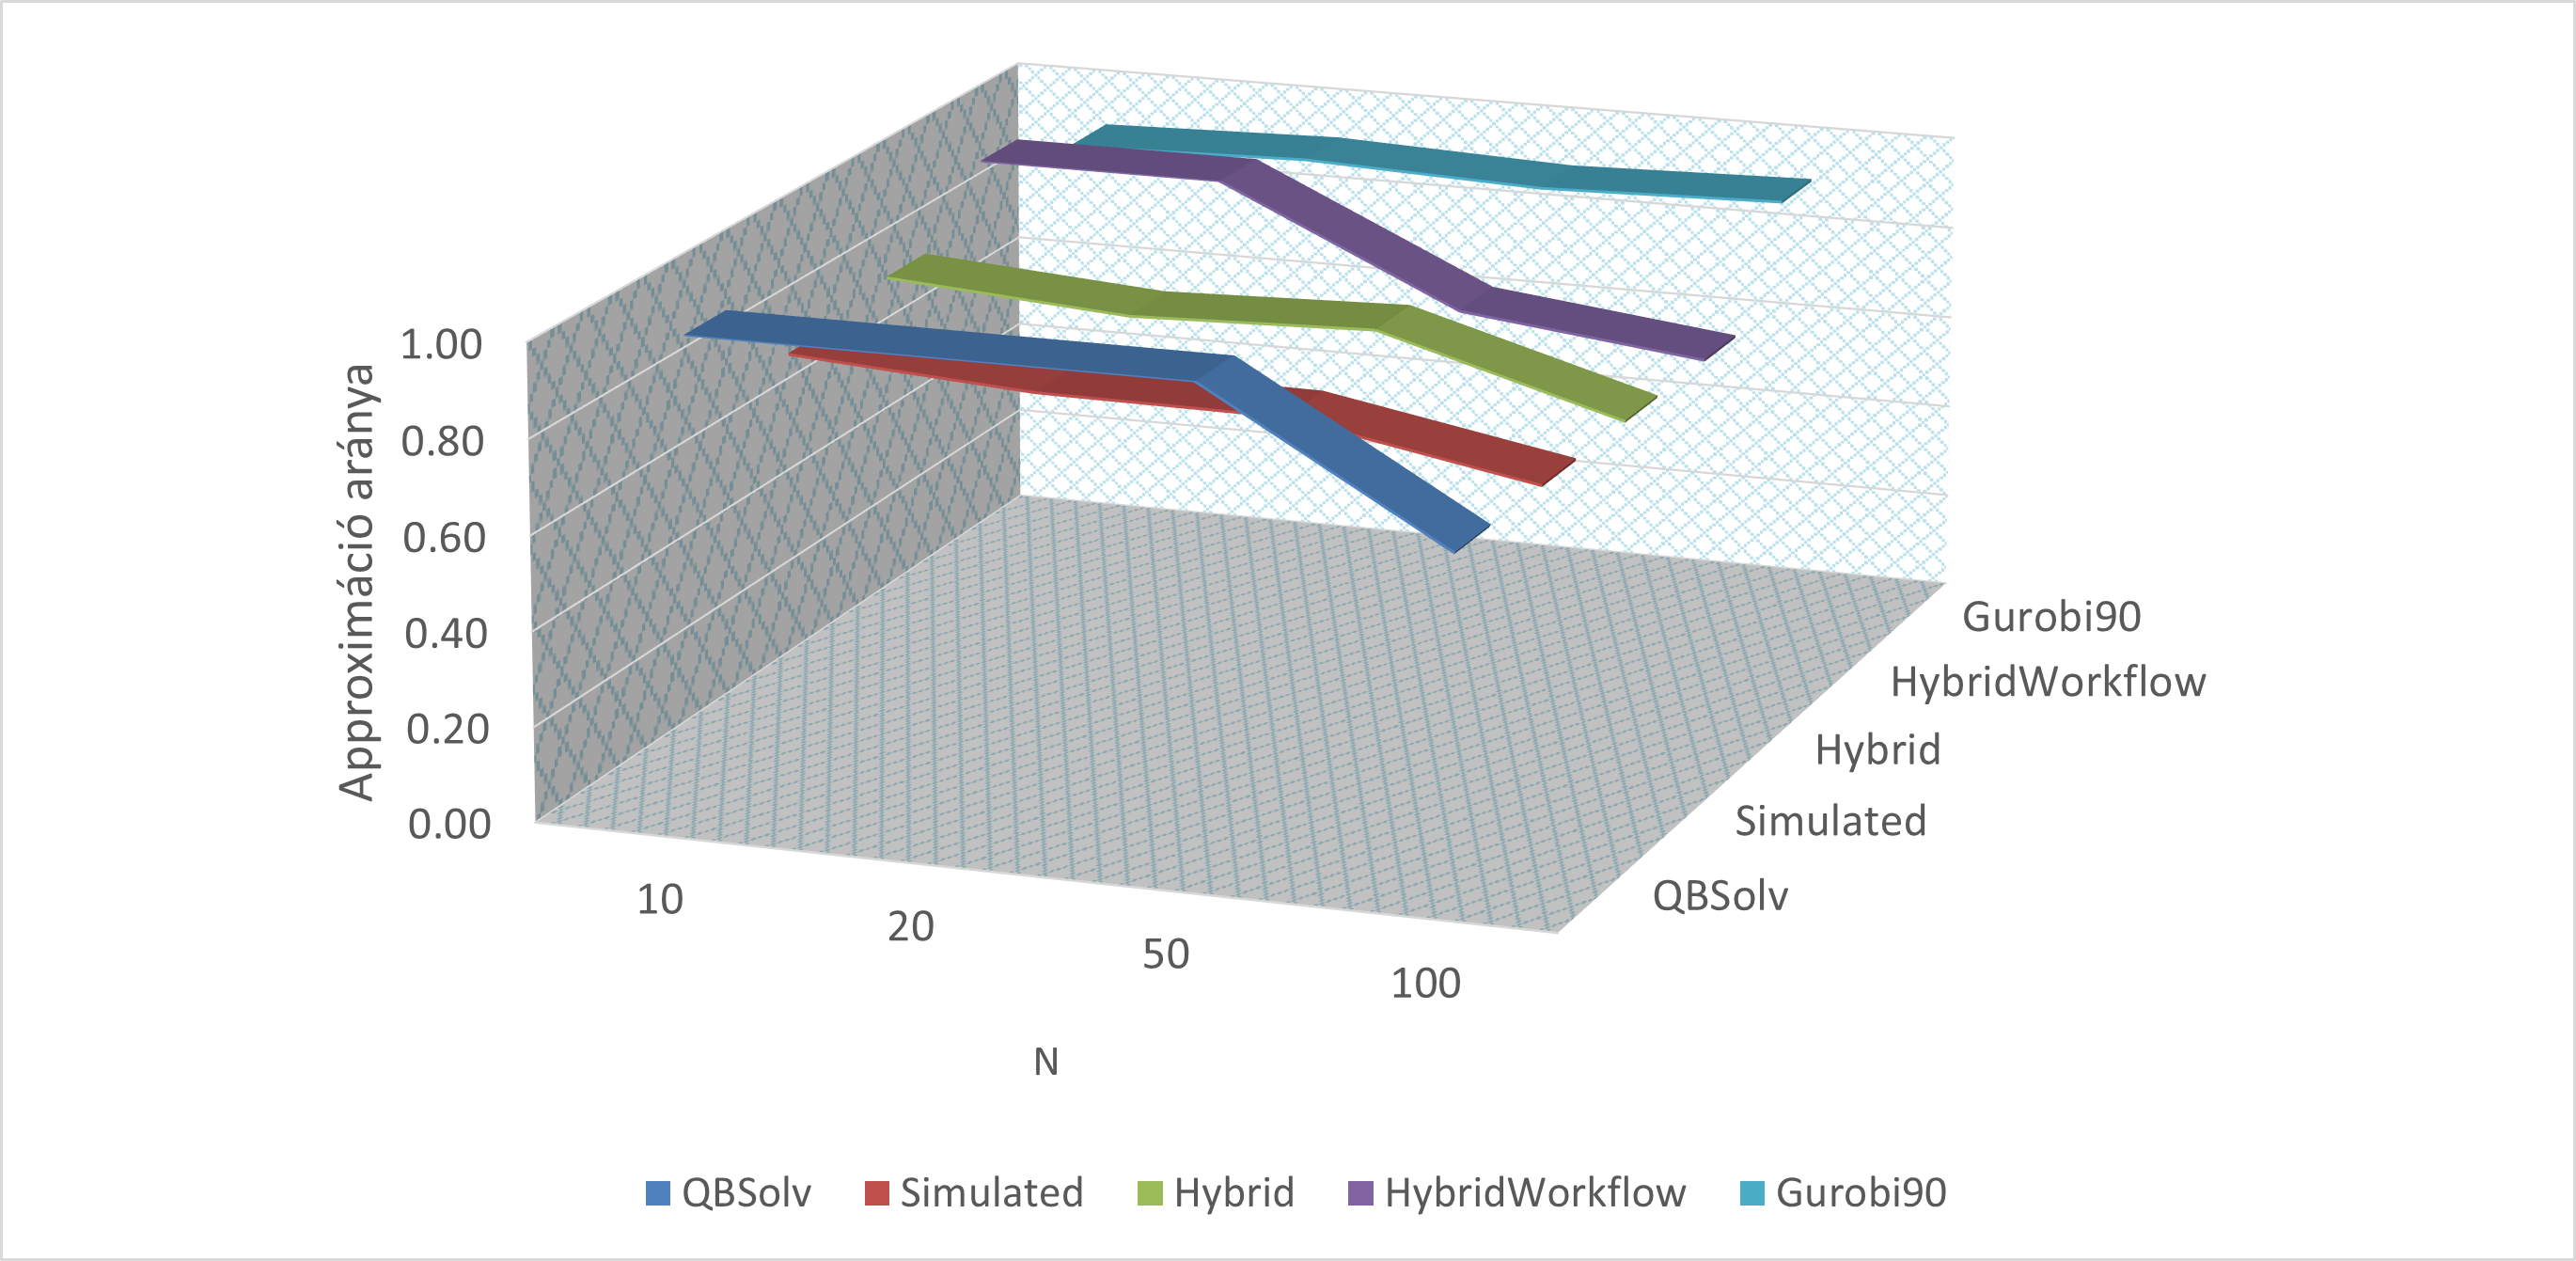 Approximáció aránya
1.00
0.80
0.60
0.40
0.20
0.00
10
20
50
100
N
Gurobi90
HybridWorkflow
Hybrid
Simulated
QBSolv
QBSolv Simulated Hybrid HybridWorkflow Gurobi90